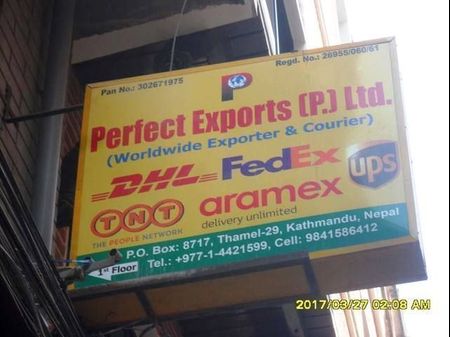 Pan No.: 302671975
Regd. No.: 26955/060/61
P
Perfect Exports (P.) Ltd.
(Worldwide Exporter & Courier)
DHL FedEx ups
TNT aramex
THE PEOPLE NETWORK delivery unlimited
1st Floor
P.O. Box: 8717, Thamel-29, Kathmandu, Nepal
Tel.: +977-1-4421599, Cell: 9841586412
2017/03/27 02:08 AM